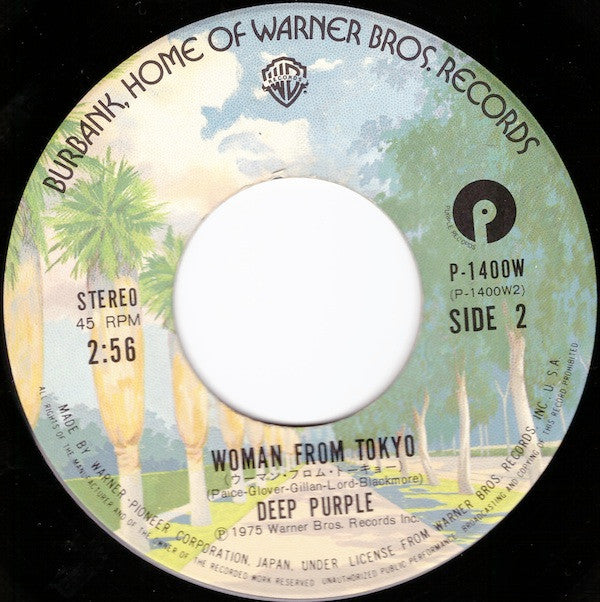 BURBANK, HOME OF WARNER BROS. RECORDS
RECORDS
PURPLE RECORDS
P-1400W
(P-1400W2)
SIDE 2
STEREO
45 RPM
2:56
WOMAN FROM TOKYO
(ウーマン・フロム・トーキョー)
(Paice-Glover-Gillan-Lord-Blackmore)
DEEP PURPLE
Ⓟ1975 Warner Bros. Records Inc.
MADE BY WARNER-PIONEER CORPORATION, JAPAN, UNDER LICENSE FROM WARNER BROS. RECORDS INC., U.S.A.
ALL RIGHTS OF THE MANUFACTURER AND OF THE OWNER OF THE RECORDED WORK RESERVED. UNAUTHORIZED PUBLIC PERFORMANCE, BROADCASTING AND COPYING OF THIS RECORD PROHIBITED.